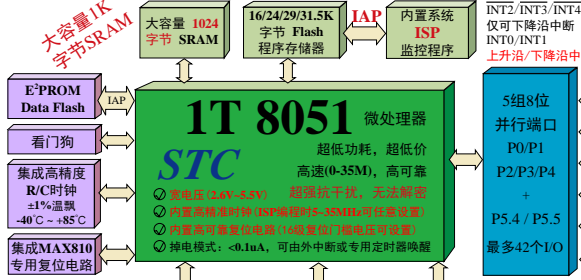 大容量1K
字节SRAM
大容量 1024
字节 SRAM
16/24/29/31.5K
字节 Flash
程序存储器
IAP
内置系统
ISP
监控程序
INT2/INT3/INT4
仅可下降沿中断
INT0/INT1
上升沿/下降沿中
E²PROM
Data Flash
IAP
看门狗
集成高精度
R/C时钟
±1%温飘
-40℃ ~ +85℃
集成MAX810
专用复位电路
1T 8051 微处理器
STC
超低功耗，超低价
高速(0-35M)，高可靠
宽电压(2.6V~5.5V)
超强抗干扰，无法解密
内置高精准时钟(ISP编程时5~35MHz可任意设置)
内置高可靠复位电路(16级复位门槛电压可设置)
掉电模式：<0.1uA，可由外中断或专用定时器唤醒
5组8位
并行端口
P0/P1
P2/P3/P4
+
P5.4 / P5.5
最多42个I/O